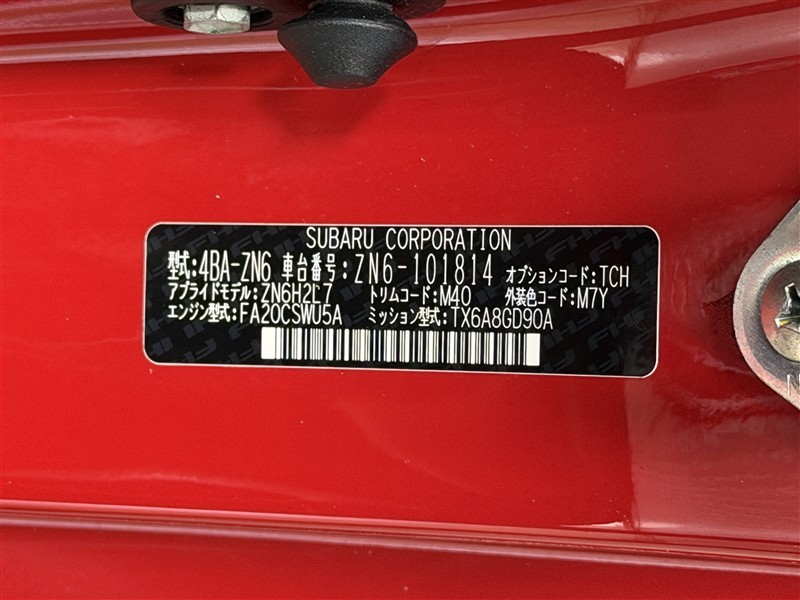 SUBARU CORPORATION
型式:4BA-ZN6 車台番号:ZN6-101814 オプションコード:TCH
アプライドモデル:ZN6H2E7 トリムコード:M40 外装色コード:M7Y
エンジン型式:FA20CSWU5A ミッション型式:TX6A8GD90A